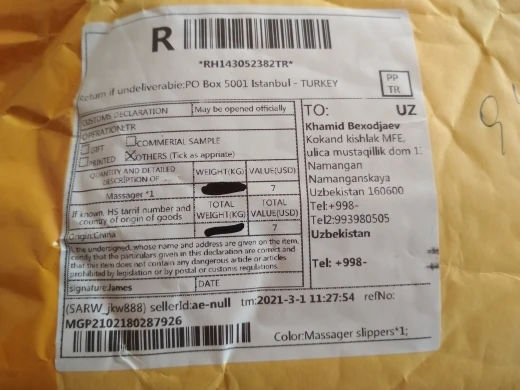 R
*RH143052382TR*
Return if undeliverable:PO Box 5001 Istanbul - TURKEY
PP
TR
CUSTOMS DECLARATION
May be opened officially
OPERATION:TR
GIFT
COMMERIAL SAMPLE
PRINTED
OTHERS (Tick as appriate)
QUANTITY AND DETAILED
DESCRIPTION OF
WEIGHT(KG)
VALUE(USD)
Massager *1
7
If known, HS tarnil number and
country of origin of goods
TOTAL
WEIGHT(KG)
TOTAL
VALUE(USD)
Origin:China
7
I, the undersigned, whose name and address are given on the item,
certify that the particulars given in this declaration are correct and
that this item does not contain any dangerous article or articles
prohibited by legislation or by postal or customs regulations.
signature:James
DATE
TO:
UZ
Khamid Bexodjaev
Kokand kishlak MFE,
ulica mustaqillik dom
Namangan
Namanganskaya
Uzbekistan 160600
Tel:+998-
Tel2:993980505
Uzbekistan
Tel: +998-
(SARW_jkw888) sellerId:ae-null tm:2021-3-1 11:27:54 refNo:
MGP2102180287926
Color:Massager slippers*1;